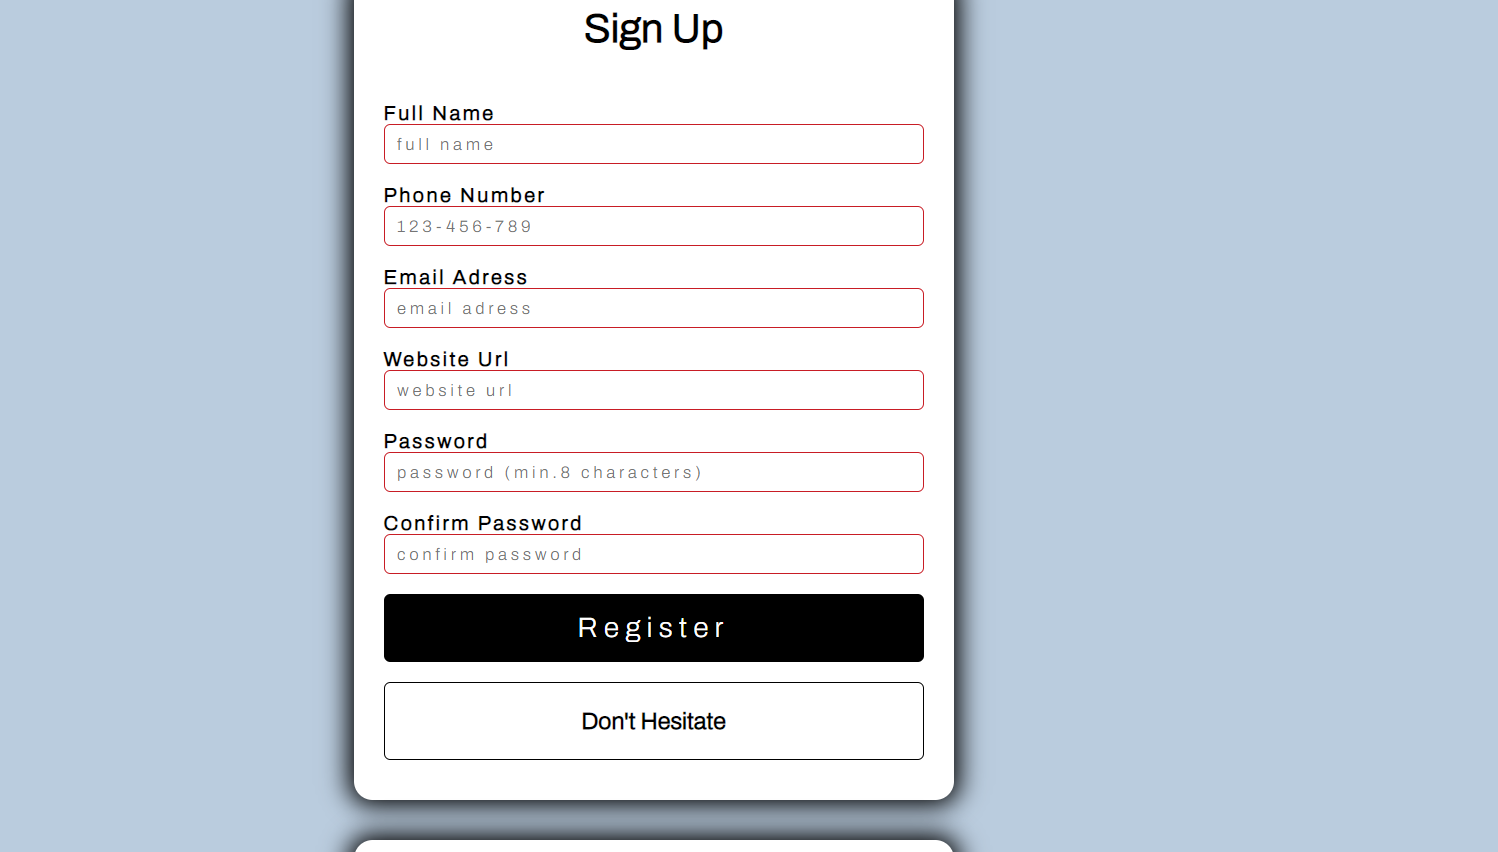 Sign Up
Full Name
full name
Phone Number
123-456-789
Email Adress
email adress
Website Url
website url
Password
password (min.8 characters)
Confirm Password
confirm password
Register
Don't Hesitate